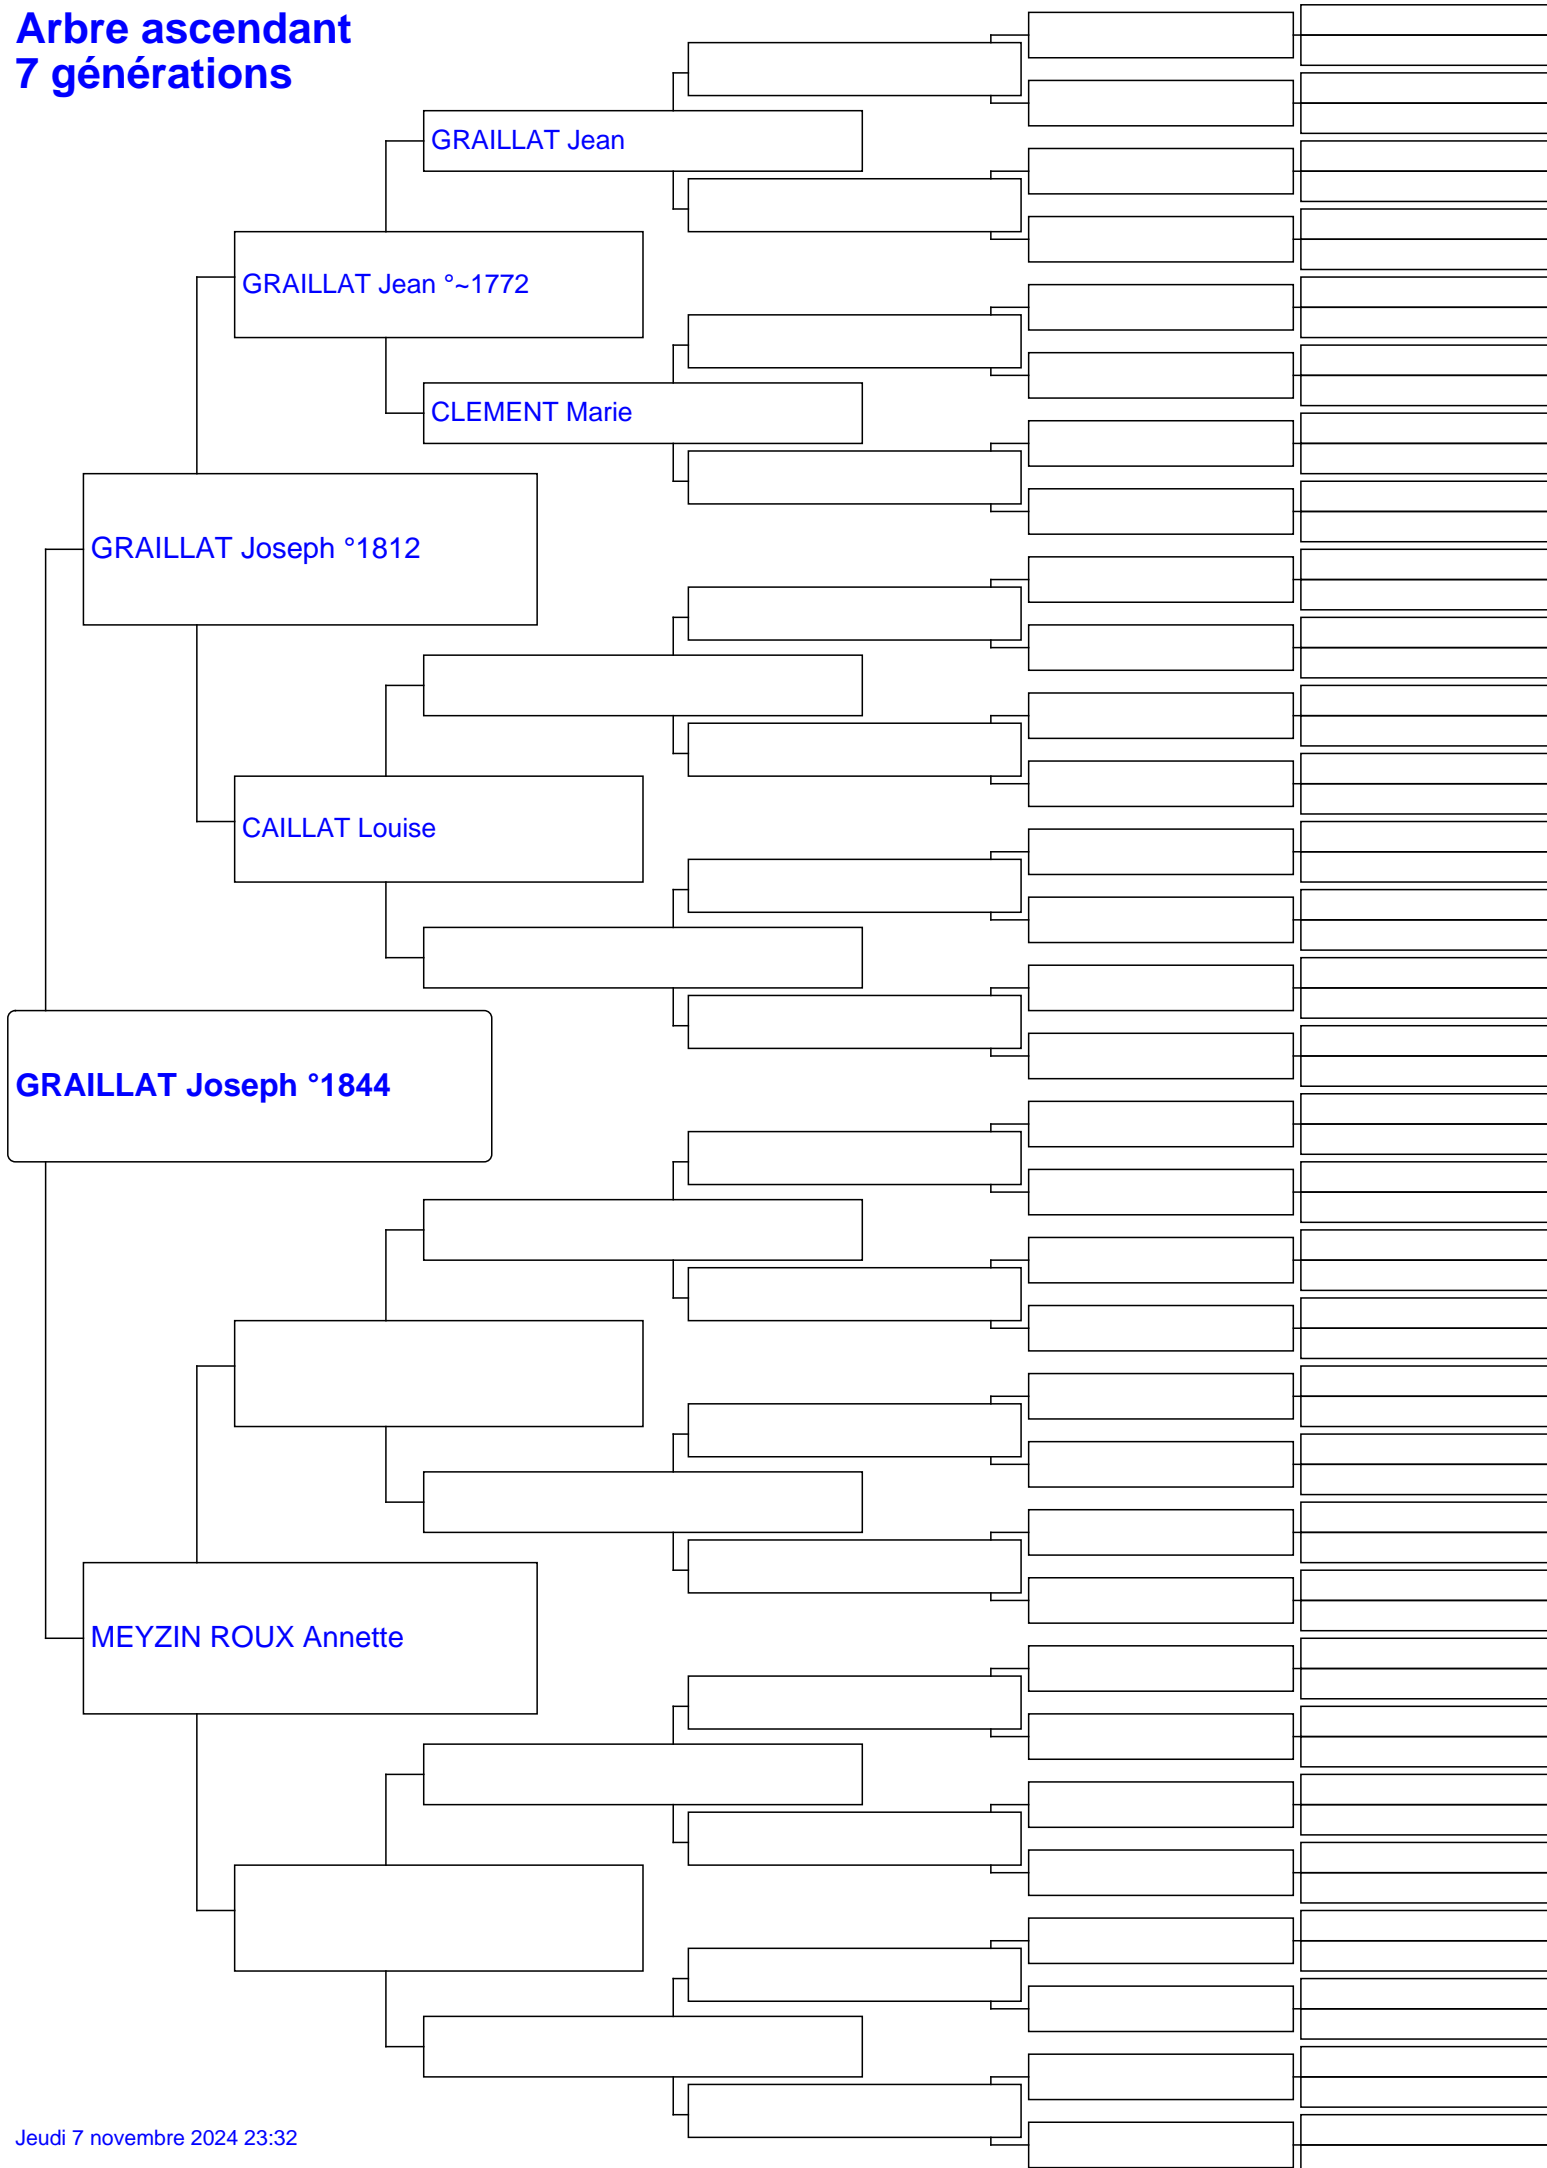 Arbre ascendant
7 générations
GRAILLAT Jean
GRAILLAT Jean °~1772
CLEMENT Marie
GRAILLAT Joseph °1812
CAILLAT Louise
GRAILLAT Joseph °1844
MEYZIN ROUX Annette
Jeudi 7 novembre 2024 23:32